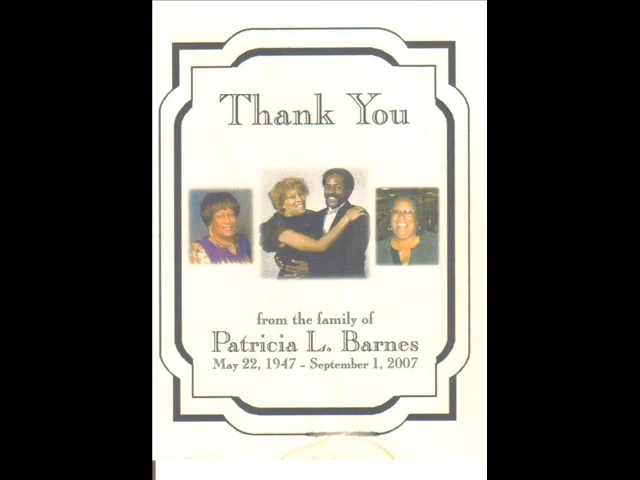 Thank You
from the family of
Patricia L. Barnes
May 22, 1947 - September 1, 2007